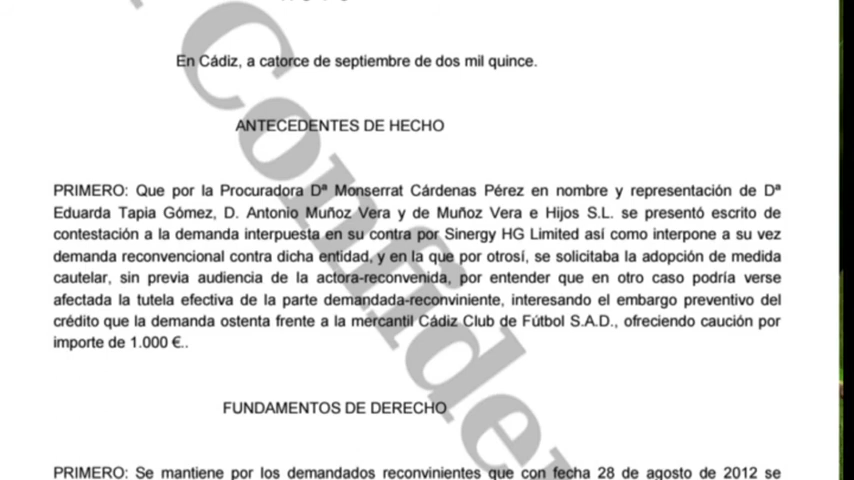 En Cádiz, a catorce de septiembre de dos mil quince.
ANTECEDENTES DE HECHO
PRIMERO: Que por la Procuradora Dª Monserrat Cárdenas Pérez en nombre y representación de Dª
Eduarda Tapia Gómez, D. Antonio Muñoz Vera y de Muñoz Vera e Hijos S.L. se presentó escrito de
contestación a la demanda interpuesta en su contra por Sinergy HG Limited así como interpone a su vez
demanda reconvencional contra dicha entidad, y en la que por otrosí, se solicitaba la adopción de medida
cautelar, sin previa audiencia de la actora-reconvenida, por entender que en otro caso podría verse
afectada la tutela efectiva de la parte demandada-reconviniente, interesando el embargo preventivo del
crédito que la demanda ostenta frente a la mercantil Cádiz Club de Fútbol S.A.D., ofreciendo caución por
importe de 1.000 €..
FUNDAMENTOS DE DERECHO
PRIMERO: Se mantiene por los demandados reconvinientes que con fecha 28 de agosto de 2012 se
Confiden